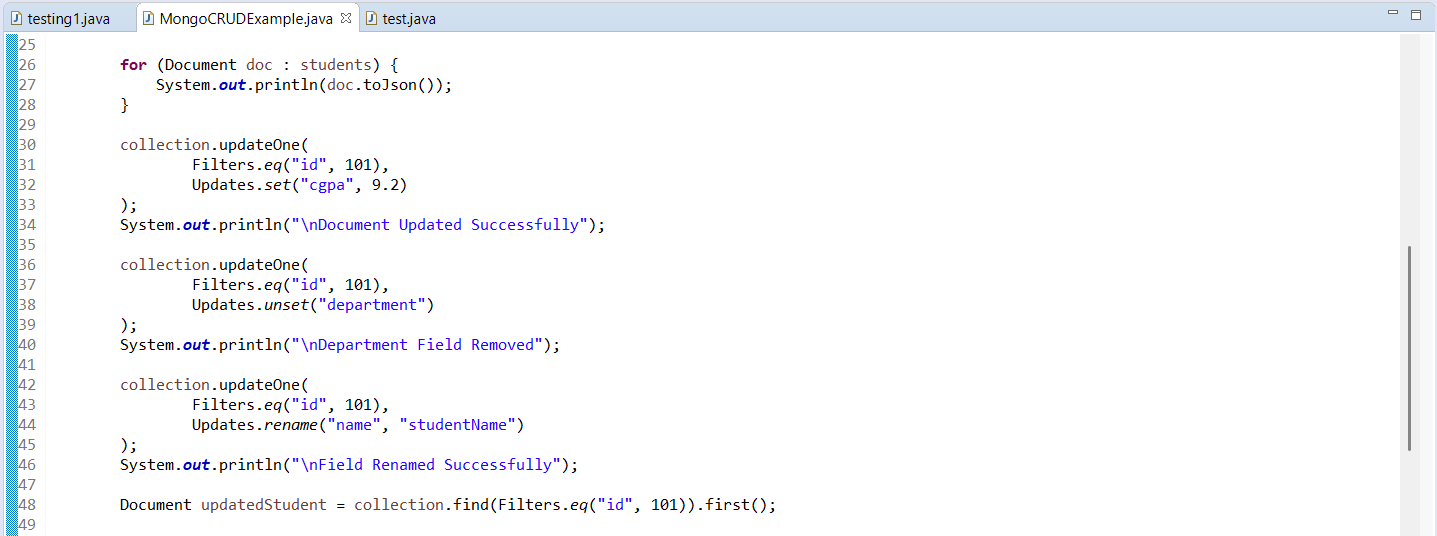 testing1.java MongoCRUDExample.java test.java
25
26 for (Document doc : students) {
27 System.out.println(doc.toJson());
28 }
29
30 collection.updateOne(
31 Filters.eq("id", 101),
32 Updates.set("cgpa", 9.2)
33 );
34 System.out.println("\nDocument Updated Successfully");
35
36 collection.updateOne(
37 Filters.eq("id", 101),
38 Updates.unset("department")
39 );
40 System.out.println("\nDepartment Field Removed");
41
42 collection.updateOne(
43 Filters.eq("id", 101),
44 Updates.rename("name", "studentName")
45 );
46 System.out.println("\nField Renamed Successfully");
47
48 Document updatedStudent = collection.find(Filters.eq("id", 101)).first();
49